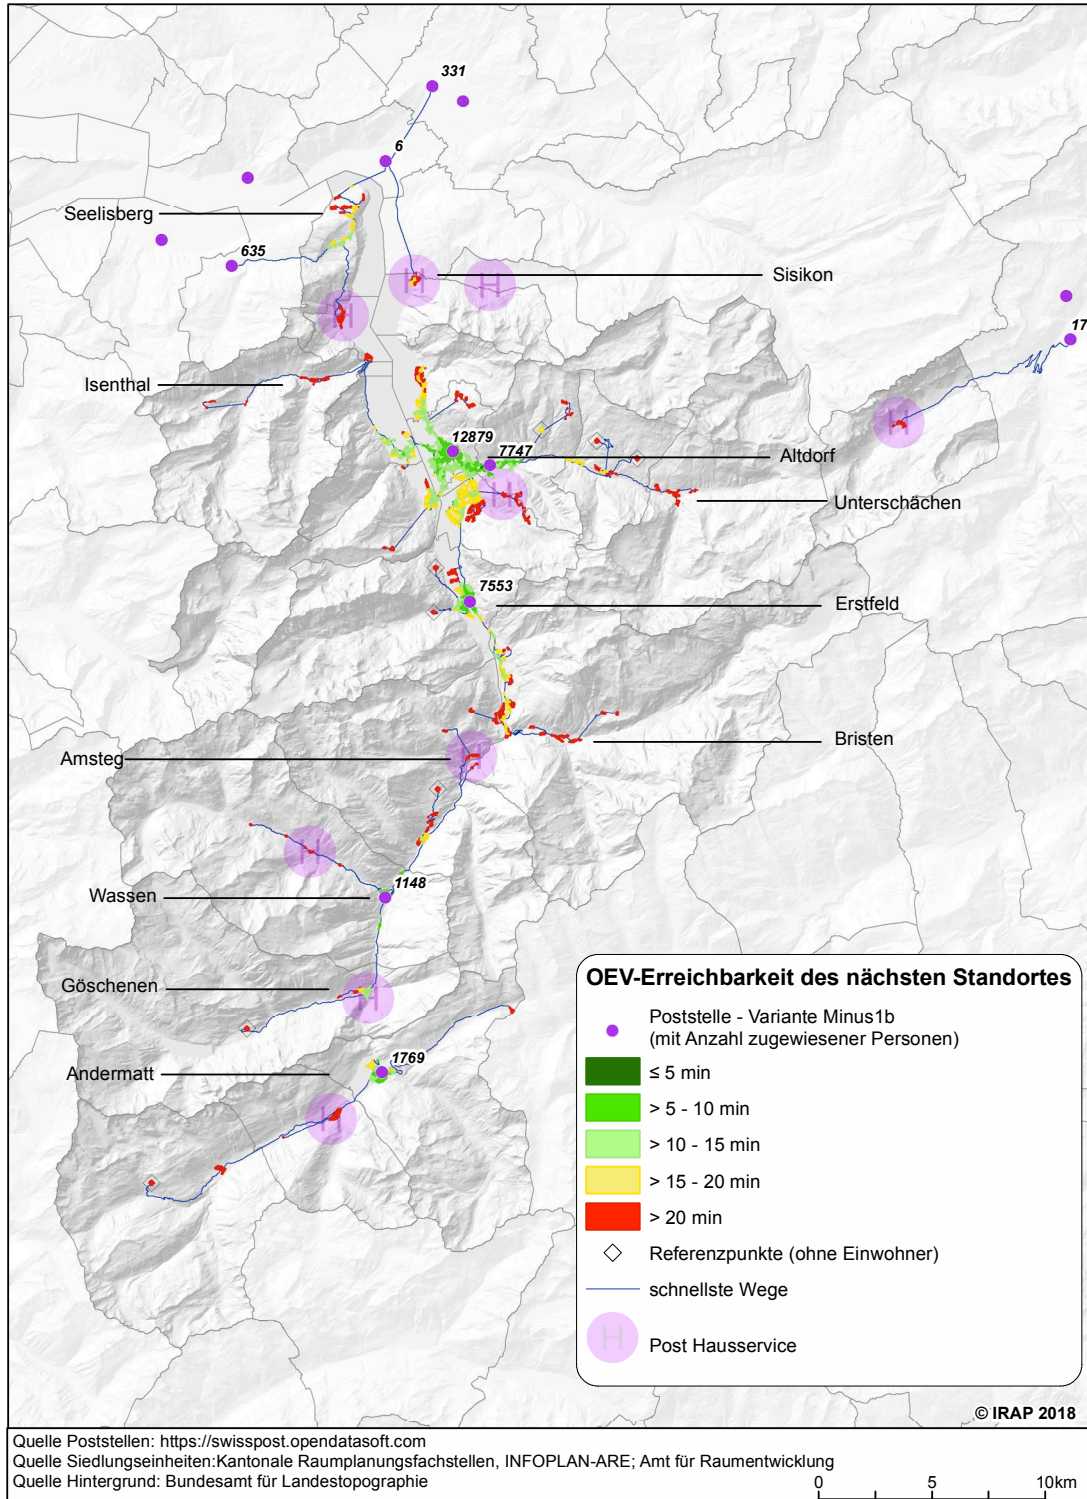 331
6
Seelisberg
635
H
Sisikon
H
H
17
Isenthal
H
12879
7747
Altdorf
H
Unterschächen
7553
Erstfeld
Bristen
Amsteg
H
H
Wassen
1148
Göschenen
H
1769
Andermatt
H
OEV-Erreichbarkeit des nächsten Standortes
Poststelle - Variante Minus1b
(mit Anzahl zugewiesener Personen)
≤ 5 min
> 5 - 10 min
> 10 - 15 min
> 15 - 20 min
> 20 min
Referenzpunkte (ohne Einwohner)
schnellste Wege
H
Post Hausservice
© IRAP 2018
Quelle Poststellen: https://swisspost.opendatasoft.com
Quelle Siedlungseinheiten:Kantonale Raumplanungsfachstellen, INFOPLAN-ARE; Amt für Raumentwicklung
Quelle Hintergrund: Bundesamt für Landestopographie
0 5 10km